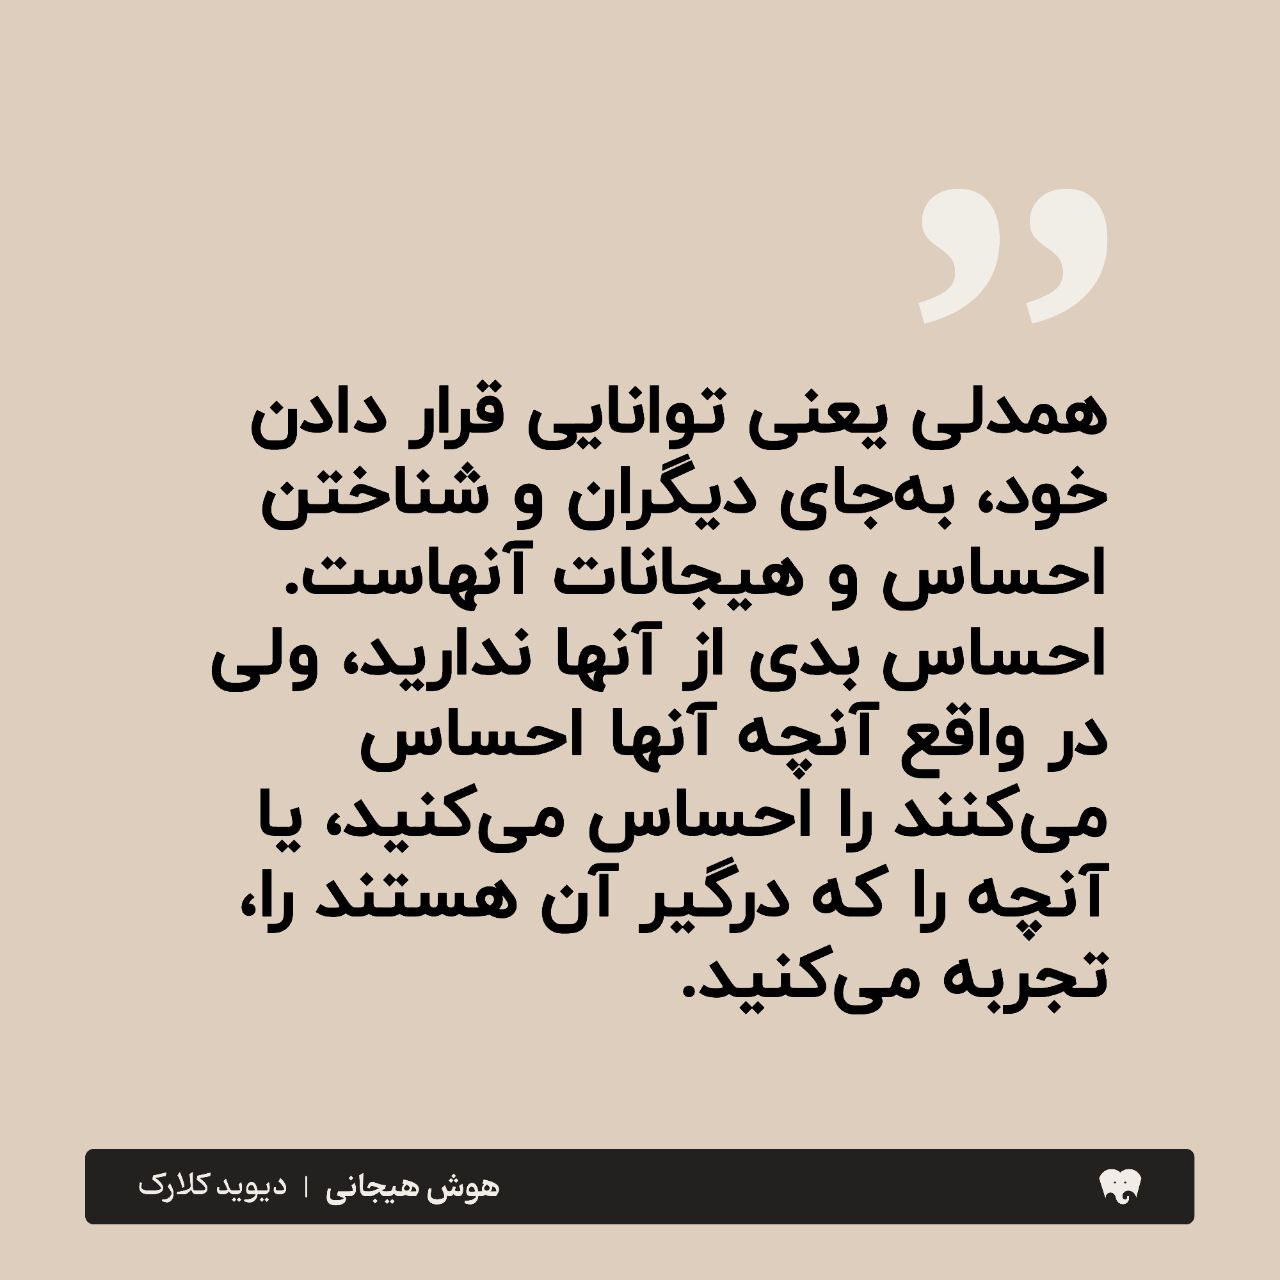 همدلی یعنی توانایی قرار دادن
خود، به‌جای دیگران و شناختن
احساس و هیجانات آنهاست.
احساس بدی از آنها ندارید، ولی
در واقع آنچه آنها احساس
می‌کنند را احساس می‌کنید، یا
آنچه را که درگیر آن هستند را،
تجربه می‌کنید.
هوش هیجانی | دیوید کلارک